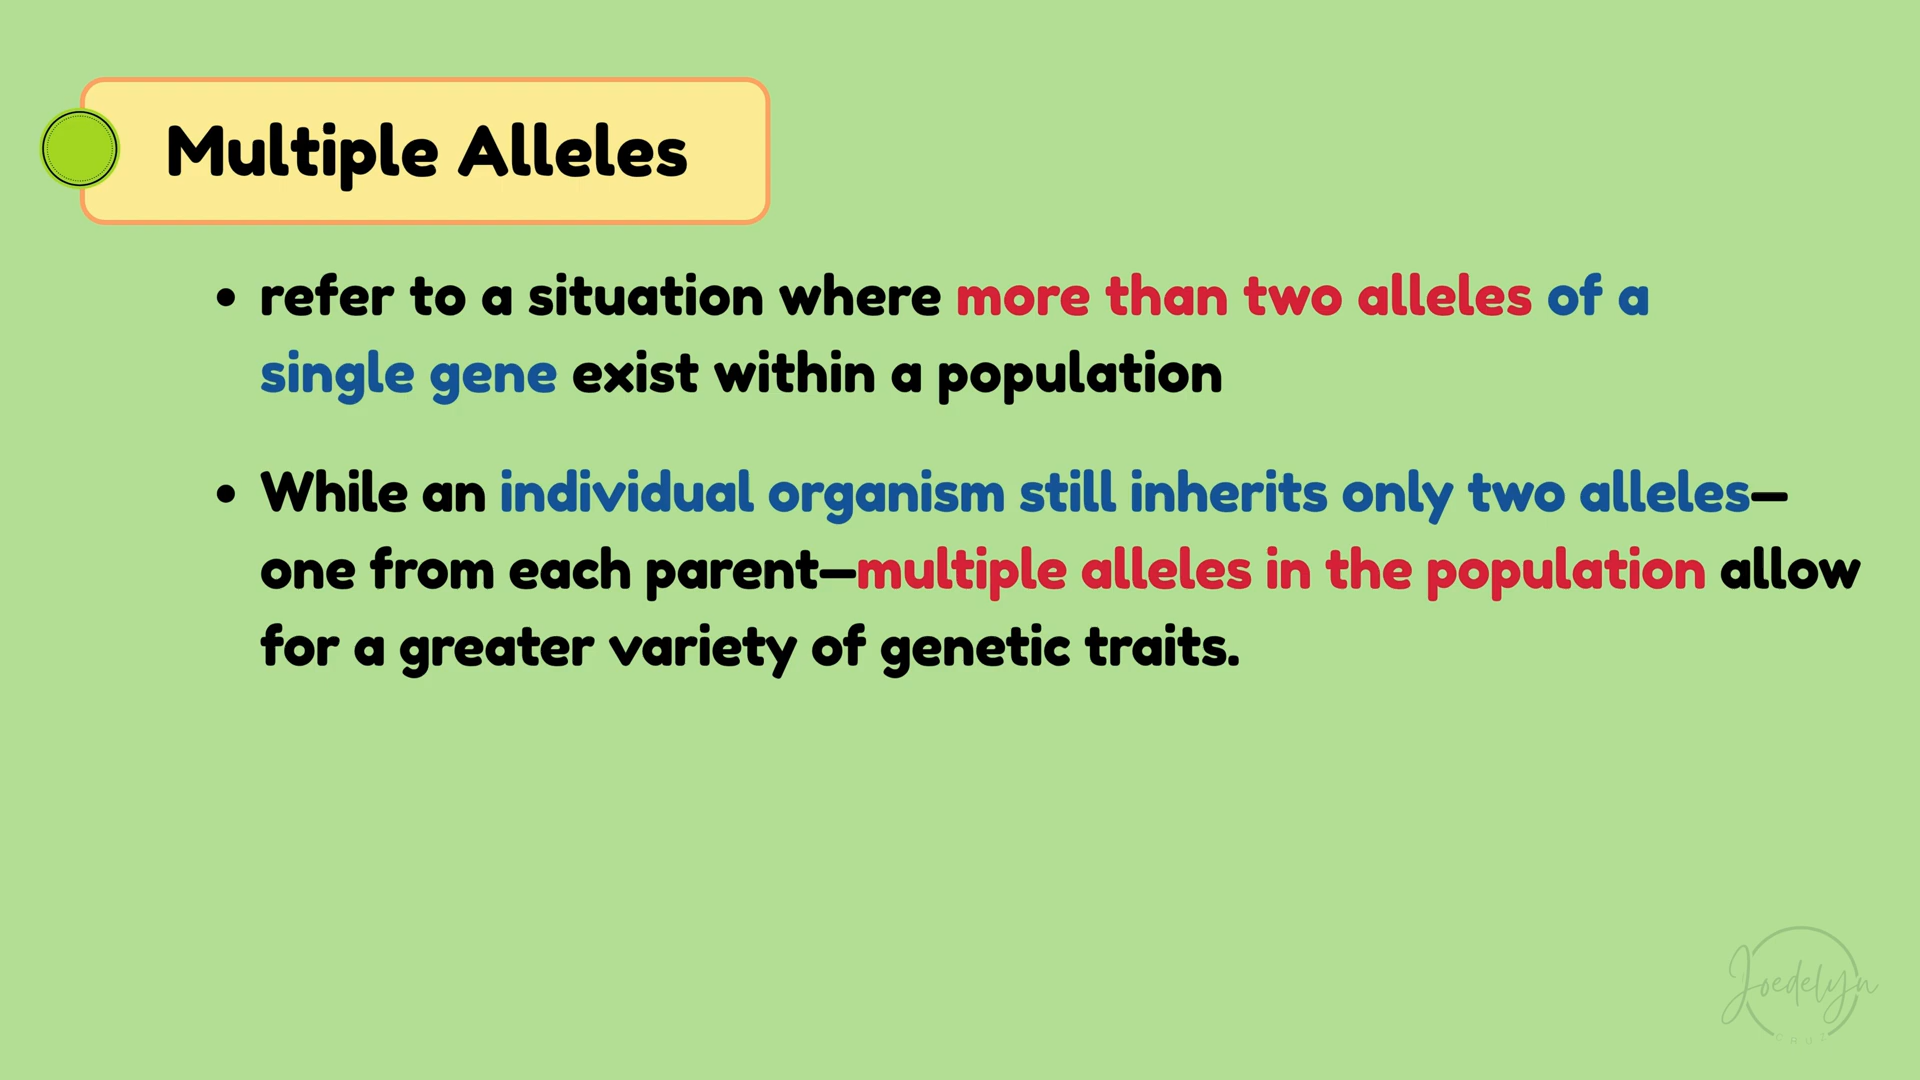 Multiple Alleles
• refer to a situation where more than two alleles of a
single gene exist within a population
• While an individual organism still inherits only two alleles—
one from each parent—multiple alleles in the population allow
for a greater variety of genetic traits.
Joedelyn
CRUZ